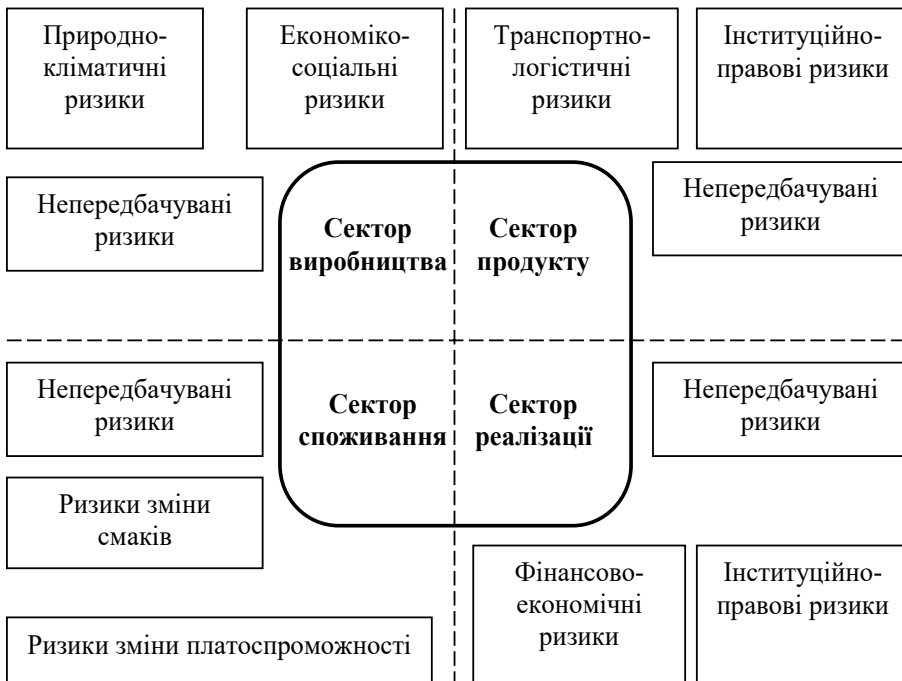 Природно-
кліматичні
ризики
Економіко-
соціальні
ризики
Транспортно-
логістичні
ризики
Інституційно-
правові ризики
Непередбачувані
ризики
Сектор
виробництва
Сектор
продукту
Непередбачувані
ризики
Непередбачувані
ризики
Сектор
споживання
Сектор
реалізації
Непередбачувані
ризики
Ризики зміни
смаків
Ризики зміни платоспроможності
Фінансово-
економічні
ризики
Інституційно-
правові ризики